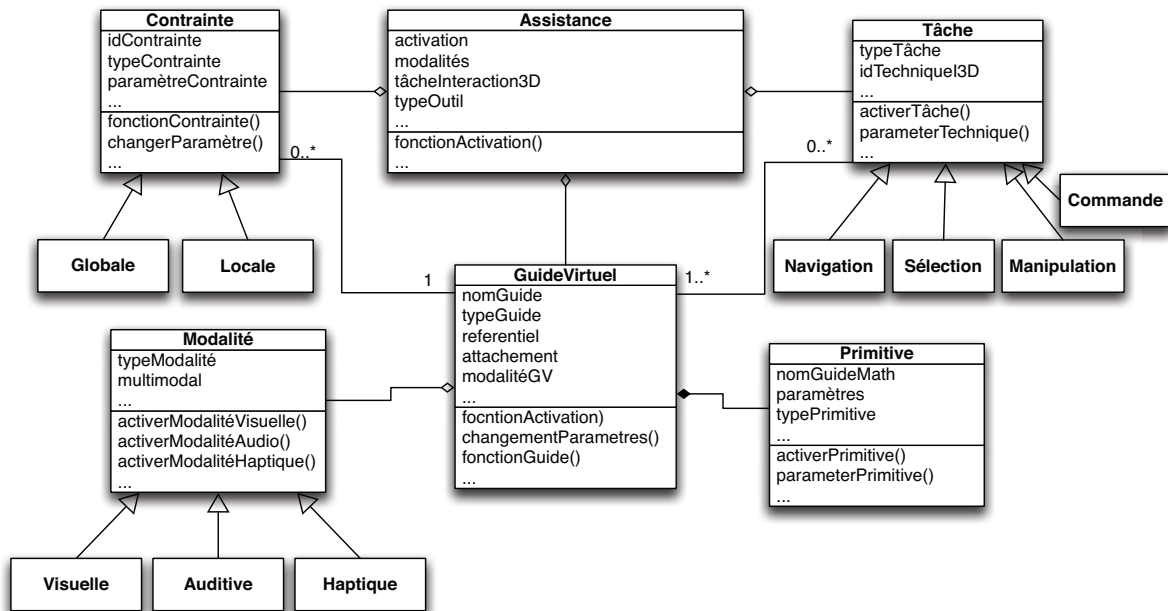 Contrainte
idContrainte
typeContrainte
paramètreContrainte
...
fonctionContrainte()
changerParamètre()
...
Assistance
activation
modalités
tâcheInteraction3D
typeOutil
...
fonctionActivation()
...
Tâche
typeTâche
idTechniqueI3D
...
activerTâche()
parameterTechnique()
...
0..*
0..*
Commande
Globale
Locale
Navigation
Sélection
Manipulation
1
1..*
GuideVirtuel
nomGuide
typeGuide
referentiel
attachement
modalitéGV
...
focntionActivation)
changementParametres()
fonctionGuide()
...
Modalité
typeModalité
multimodal
...
activerModalitéVisuelle()
activerModalitéAudio()
activerModalitéHaptique()
...
Primitive
nomGuideMath
paramètres
typePrimitive
...
activerPrimitive()
parameterPrimitive()
...
Visuelle
Auditive
Haptique